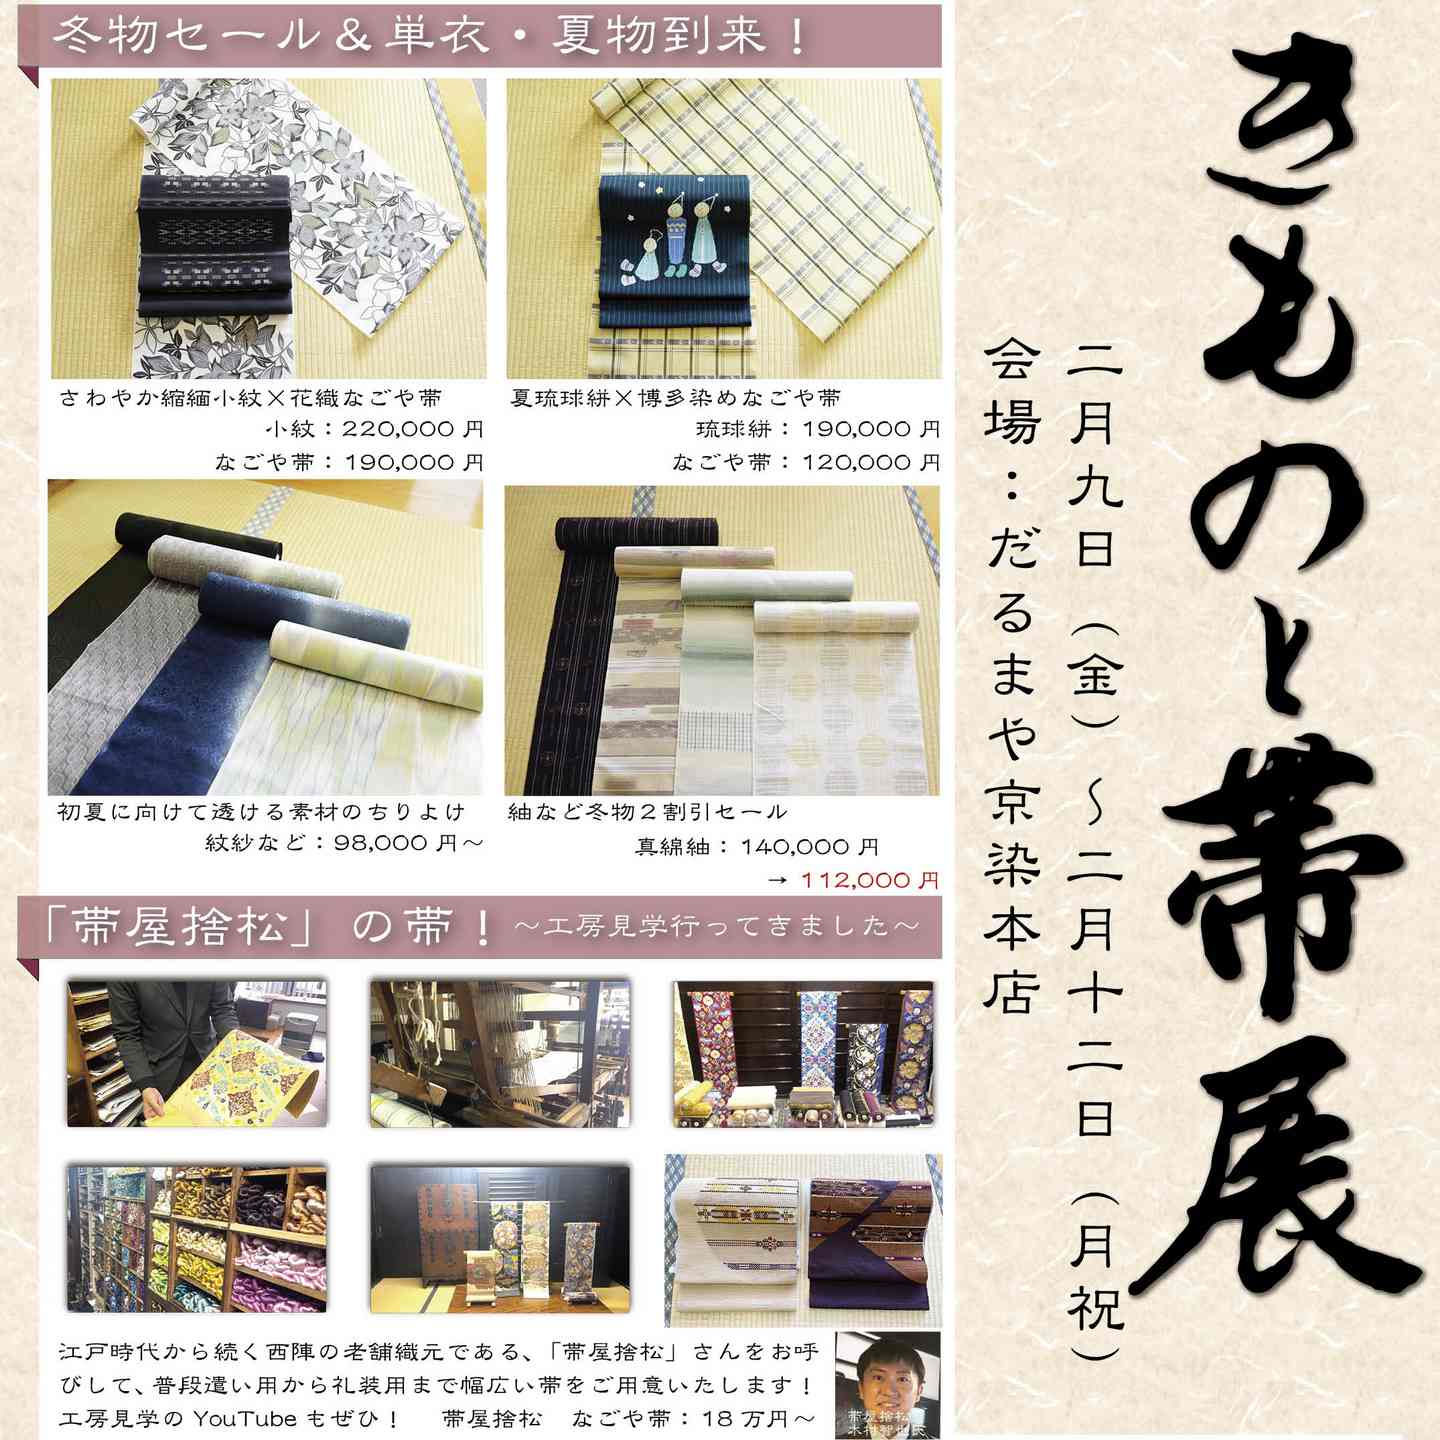 きものと帯展
二月九日（金）～二月十二日（月祝）
会場：だるまや京染本店
冬物セール＆単衣・夏物到来！
さわやか縮緬小紋×花織なごや帯
小紋：220,000 円
なごや帯：190,000 円
夏琉球絣×博多染めなごや帯
琉球絣：190,000 円
なごや帯：120,000 円
初夏に向けて透ける素材のちりよけ
紋紗など：98,000 円～
紬など冬物２割引セール
真綿紬：140,000 円
→ 112,000 円
「帯屋捨松」の帯！ ～工房見学行ってきました～
江戸時代から続く西陣の老舗織元である、「帯屋捨松」さんをお呼
びして、普段遣い用から礼装用まで幅広い帯をご用意いたします！
工房見学の YouTube もぜひ！　帯屋捨松　なごや帯：18 万円～
帯屋捨松
木村智也氏